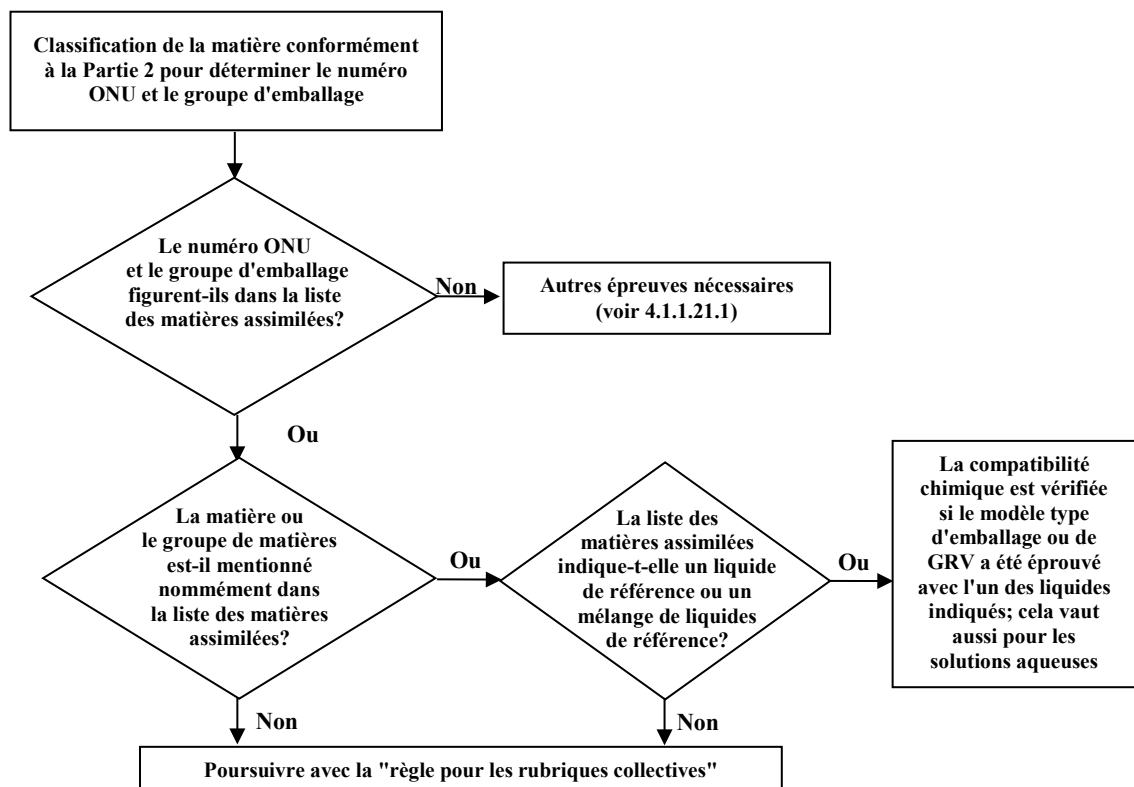 Classification de la matière conformément
à la Partie 2 pour déterminer le numéro
ONU et le groupe d'emballage
Le numéro ONU
et le groupe d'emballage
figurent-ils dans la liste
des matières assimilées?
Non
Autres épreuves nécessaires
(voir 4.1.1.21.1)
Ou
La matière ou
le groupe de matières
est-il mentionné
nommément dans
la liste des matières
assimilées?
Ou
La liste des
matières assimilées
indique-t-elle un liquide
de référence ou un
mélange de liquides
de référence?
Ou
La compatibilité
chimique est vérifiée
si le modèle type
d'emballage ou de
GRV a été éprouvé
avec l'un des liquides
indiqués; cela vaut
aussi pour les
solutions aqueuses
Non
Non
Poursuivre avec la "règle pour les rubriques collectives"